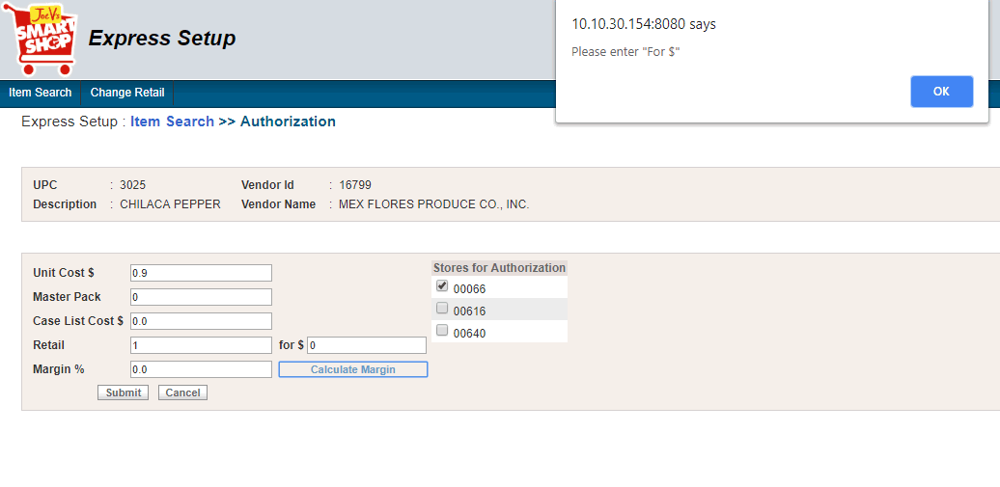 JoeV's
SMART
SHOP
Express Setup
10.10.30.154:8080 says
Please enter "For $"
OK
Item Search Change Retail
Express Setup : Item Search >> Authorization
UPC : 3025 Vendor Id : 16799
Description : CHILACA PEPPER Vendor Name : MEX FLORES PRODUCE CO., INC.
Stores for Authorization
Unit Cost $ 0.9
00066
Master Pack 0
00616
Case List Cost $ 0.0
00640
Retail 1 for $ 0
Margin % 0.0 Calculate Margin
Submit Cancel